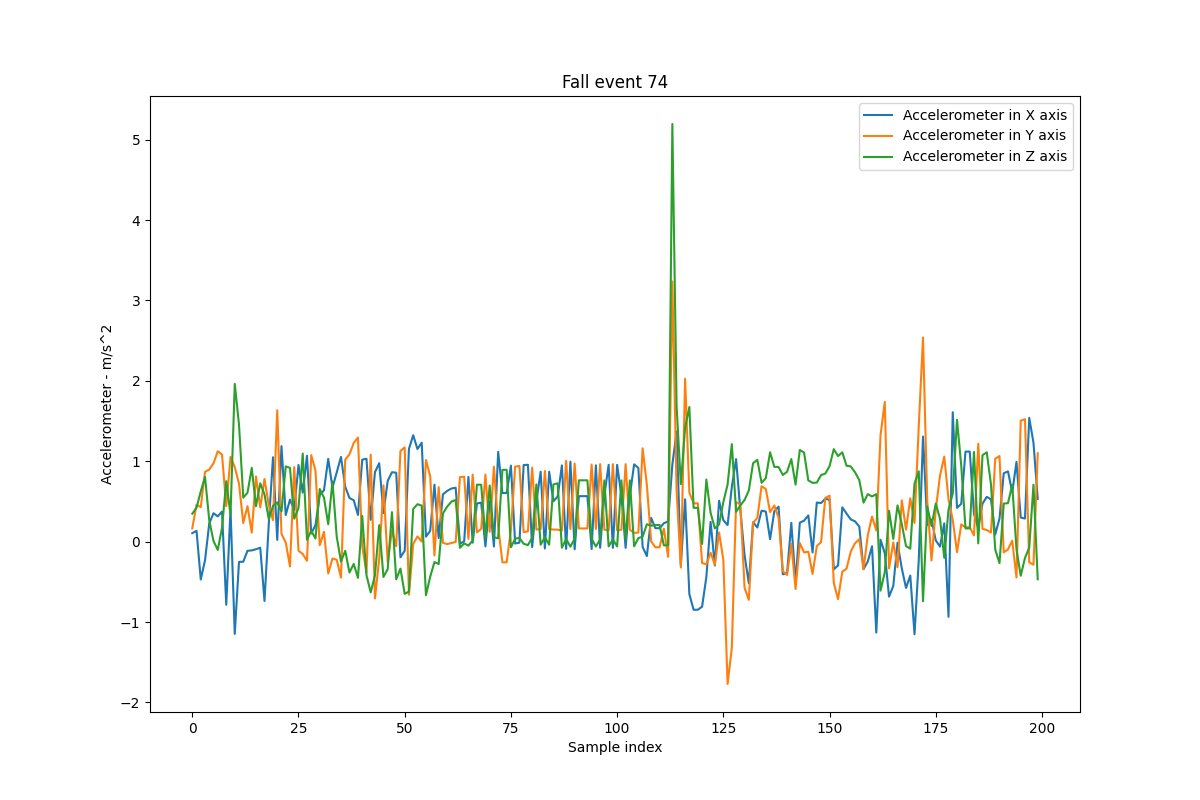 Fall event 74
Accelerometer in X axis
Accelerometer in Y axis
Accelerometer in Z axis
Accelerometer - m/s^2
5
4
3
2
1
0
−1
−2
0 25 50 75 100 125 150 175 200
Sample index